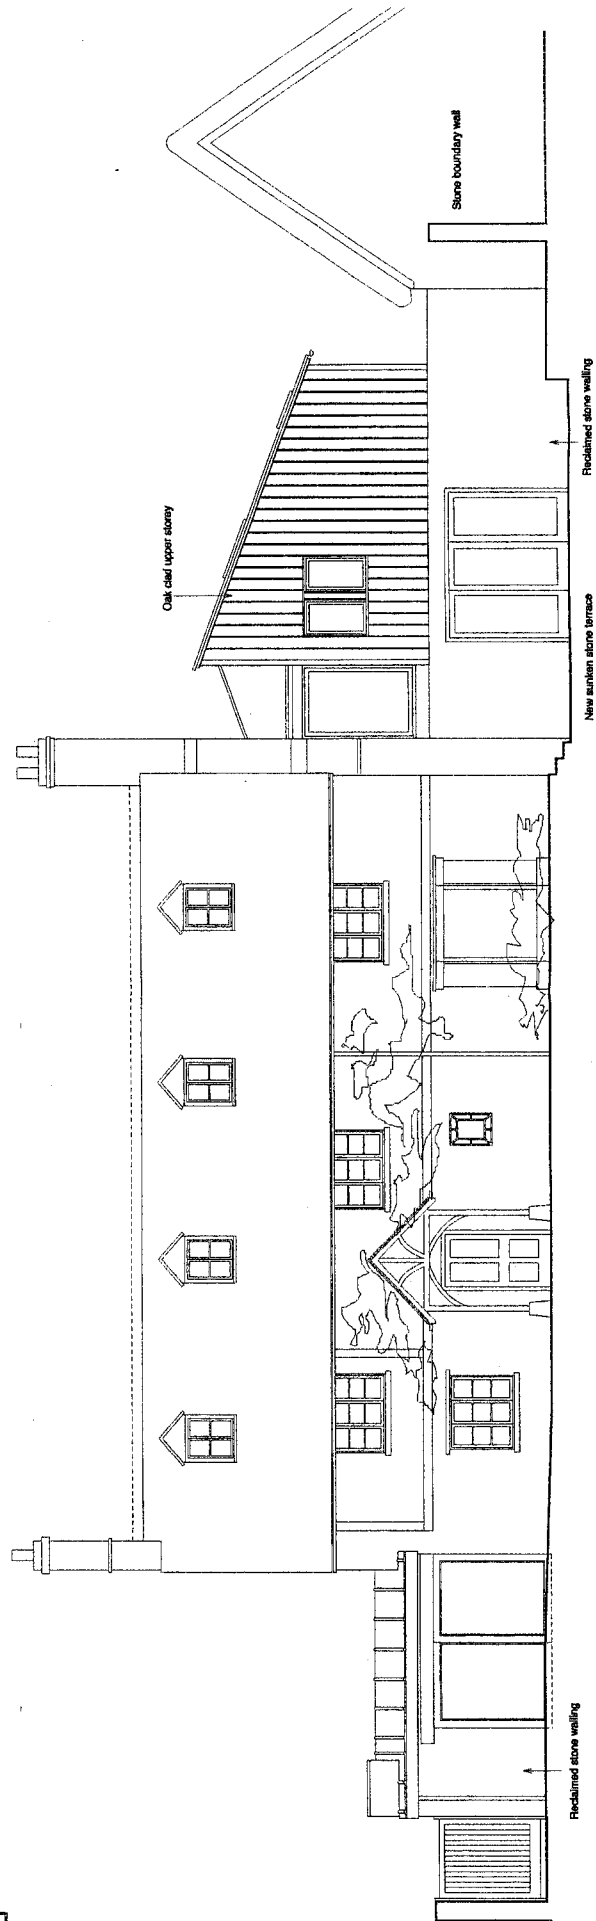 Reclaimed stone walling
Oak clad upper storey
New sunken stone terrace
Reclaimed stone walling
Stone boundary wall